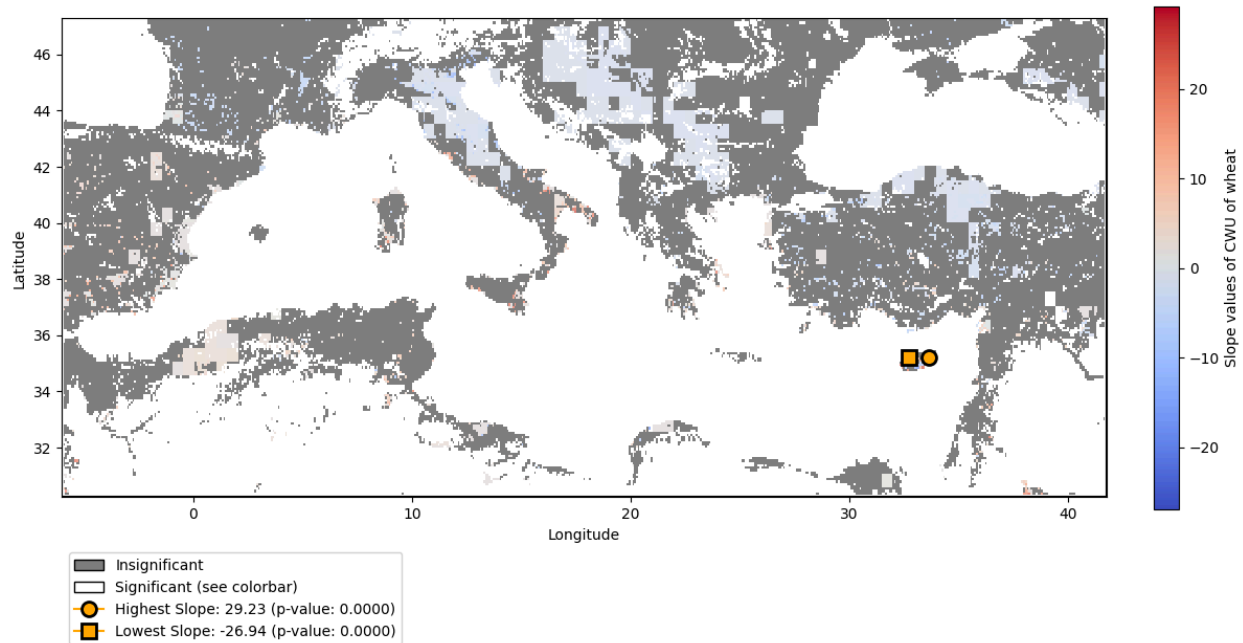 46
44
42
40
38
36
34
32
Latitude
0
10
20
30
40
Longitude
20
10
0
−10
−20
Slope values of CWU of wheat
Insignificant
Significant (see colorbar)
Highest Slope: 29.23 (p-value: 0.0000)
Lowest Slope: -26.94 (p-value: 0.0000)